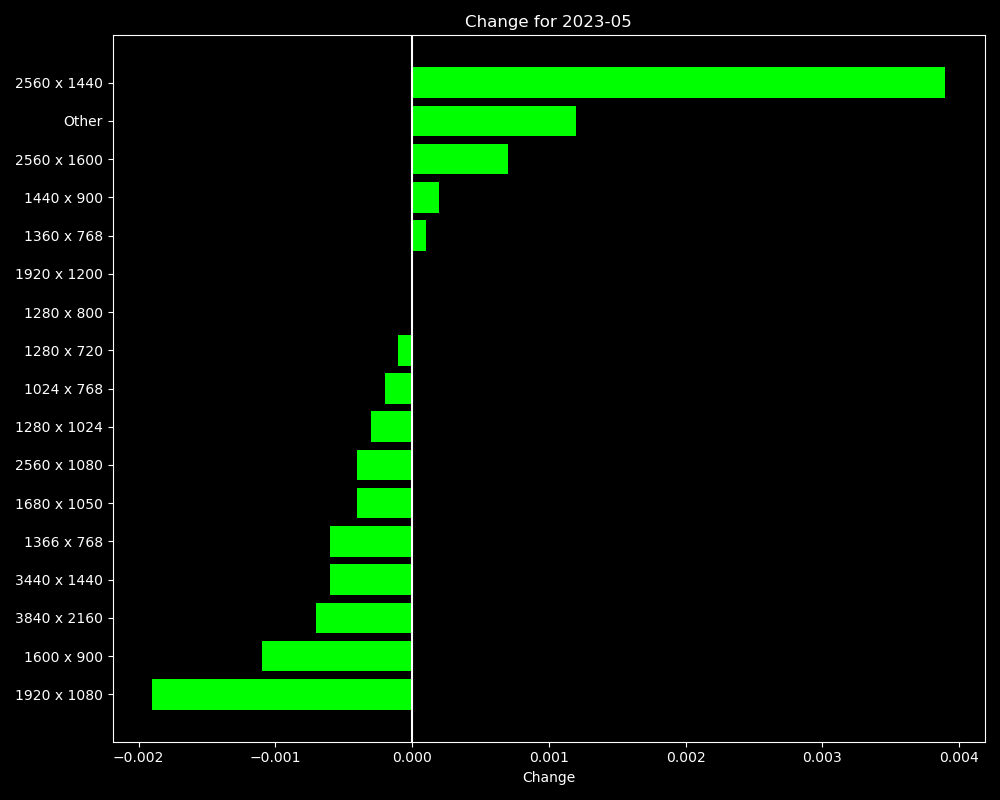 Change for 2023-05
2560 x 1440
Other
2560 x 1600
1440 x 900
1360 x 768
1920 x 1200
1280 x 800
1280 x 720
1024 x 768
1280 x 1024
2560 x 1080
1680 x 1050
1366 x 768
3440 x 1440
3840 x 2160
1600 x 900
1920 x 1080
−0.002 −0.001 0.000 0.001 0.002 0.003 0.004
Change